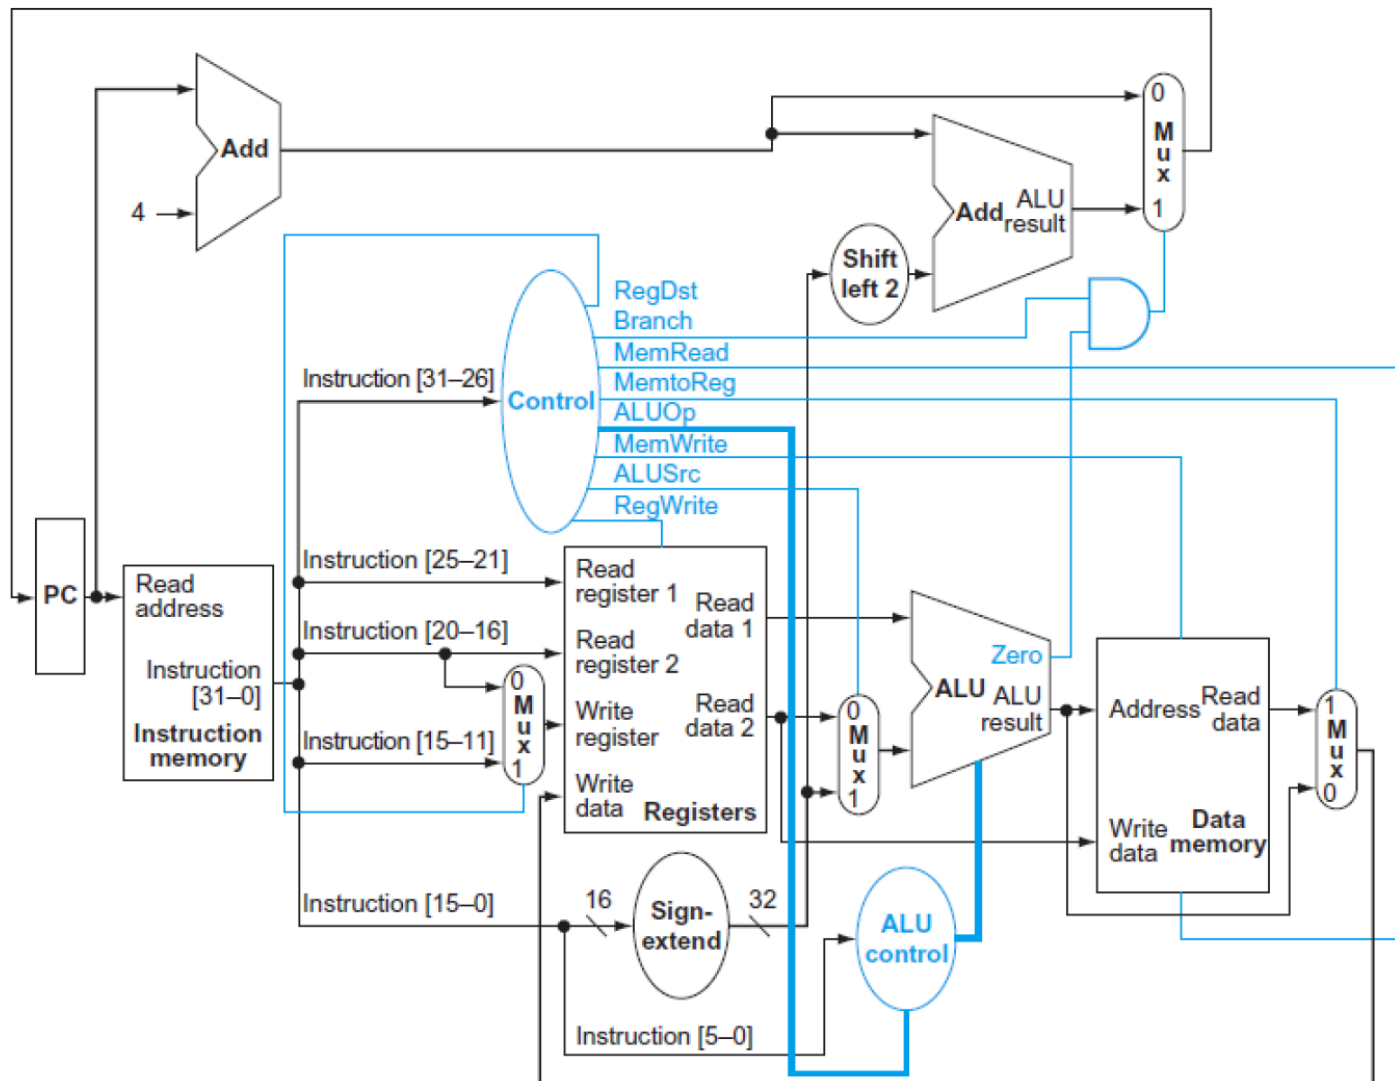 0
M
u
x
1
Add
4
Add
ALU
result
Shift
left 2
RegDst
Branch
MemRead
MemtoReg
ALUOp
MemWrite
ALUSrc
RegWrite
Control
Instruction [31–26]
Instruction [25–21]
Instruction [20–16]
Instruction [15–11]
Instruction [15–0]
PC
Read
address
Instruction
[31–0]
Instruction
memory
0
M
u
x
1
Read
register 1
Read
register 2
Write
register
Write
data
Read
data 1
Read
data 2
Registers
0
M
u
x
1
Zero
ALU
ALU
result
Address
Read
data
Write
data
Data
memory
1
M
u
x
0
16
Sign-
extend
32
ALU
control
Instruction [5–0]